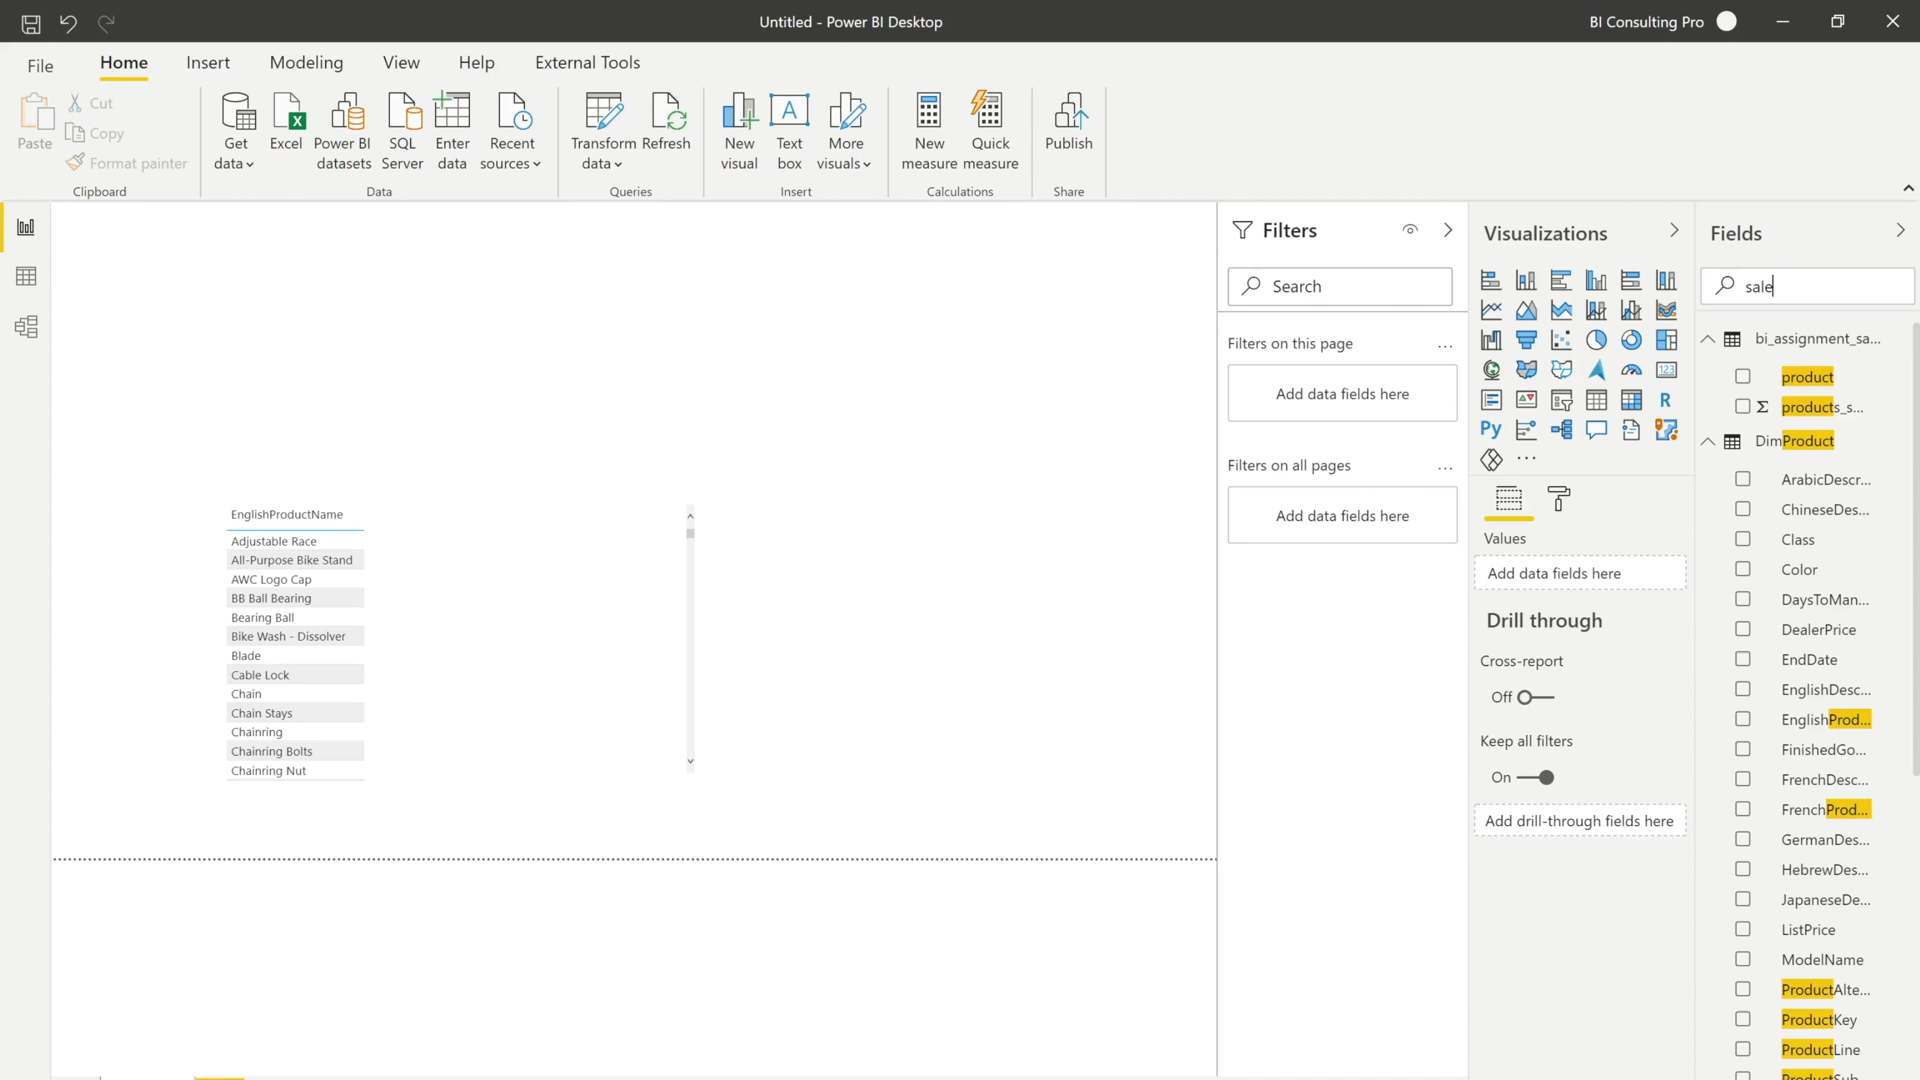 Untitled - Power BI Desktop
BI Consulting Pro
File
Home
Insert
Modeling
View
Help
External Tools
Paste
Cut
Copy
Format painter
Clipboard
Get data
Excel
Power BI datasets
SQL Server
Enter data
Recent sources
Data
Transform data
Refresh
Queries
New visual
Text box
More visuals
Insert
New measure
Quick measure
Calculations
Publish
Share
EnglishProductName
Adjustable Race
All-Purpose Bike Stand
AWC Logo Cap
BB Ball Bearing
Bearing Ball
Bike Wash - Dissolver
Blade
Cable Lock
Chain
Chain Stays
Chainring
Chainring Bolts
Chainring Nut
Filters
Search
Filters on this page
...
Add data fields here
Filters on all pages
...
Add data fields here
Visualizations
123
R
Py
...
Values
Add data fields here
Drill through
Cross-report
Off
Keep all filters
On
Add drill-through fields here
Fields
sale
bi_assignment_sa...
product
Σ products_s...
DimProduct
ArabicDescr...
ChineseDes...
Class
Color
DaysToMan...
DealerPrice
EndDate
EnglishDesc...
EnglishProd...
FinishedGo...
FrenchDesc...
FrenchProd...
GermanDes...
HebrewDes...
JapaneseDe...
ListPrice
ModelName
ProductAlte...
ProductKey
ProductLine
ProductSub...